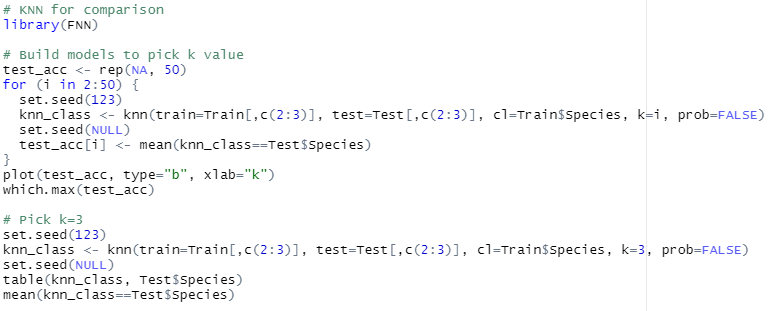 # KNN for comparison
library(FNN)

# Build models to pick k value
test_acc <- rep(NA, 50)
for (i in 2:50) {
  set.seed(123)
  knn_class <- knn(train=Train[,c(2:3)], test=Test[,c(2:3)], cl=Train$Species, k=i, prob=FALSE)
  set.seed(NULL)
  test_acc[i] <- mean(knn_class==Test$Species)
}
plot(test_acc, type="b", xlab="k")
which.max(test_acc)

# Pick k=3
set.seed(123)
knn_class <- knn(train=Train[,c(2:3)], test=Test[,c(2:3)], cl=Train$Species, k=3, prob=FALSE)
set.seed(NULL)
table(knn_class, Test$Species)
mean(knn_class==Test$Species)